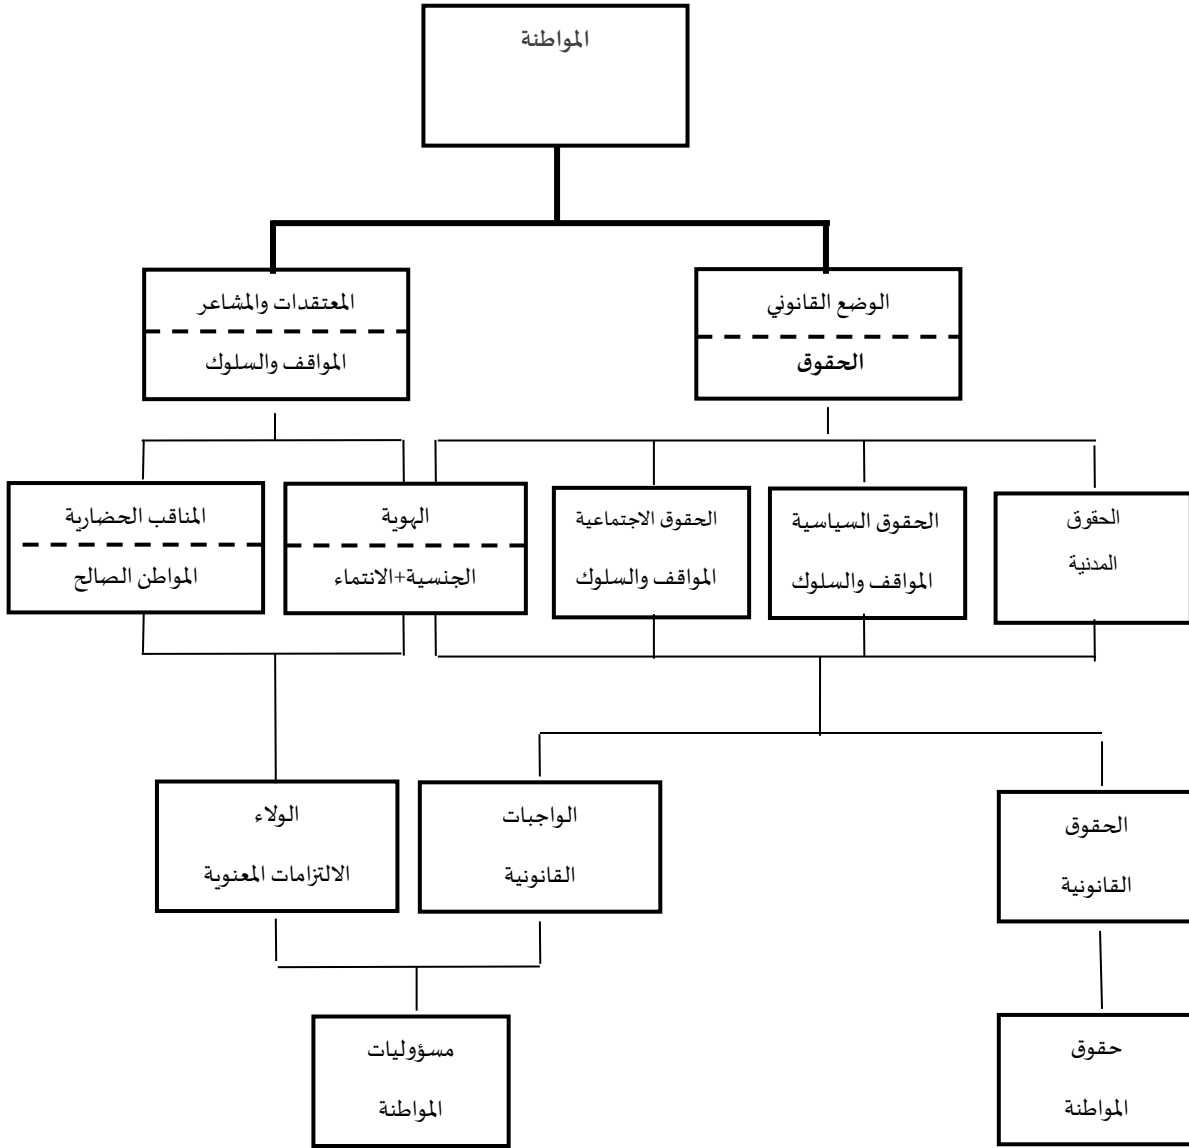 المواطنة
الوضع القانوني
الحقوق
المعتقدات والمشاعر
المواقف والسلوك
الحقوق
المدنية
الحقوق السياسية
المواقف والسلوك
الحقوق الاجتماعية
المواقف والسلوك
الهوية
الجنسية+الانتماء
المناقب الحضارية
المواطن الصالح
الحقوق
القانونية
الواجبات
القانونية
الولاء
الالتزامات المعنوية
حقوق
المواطنة
مسؤوليات
المواطنة